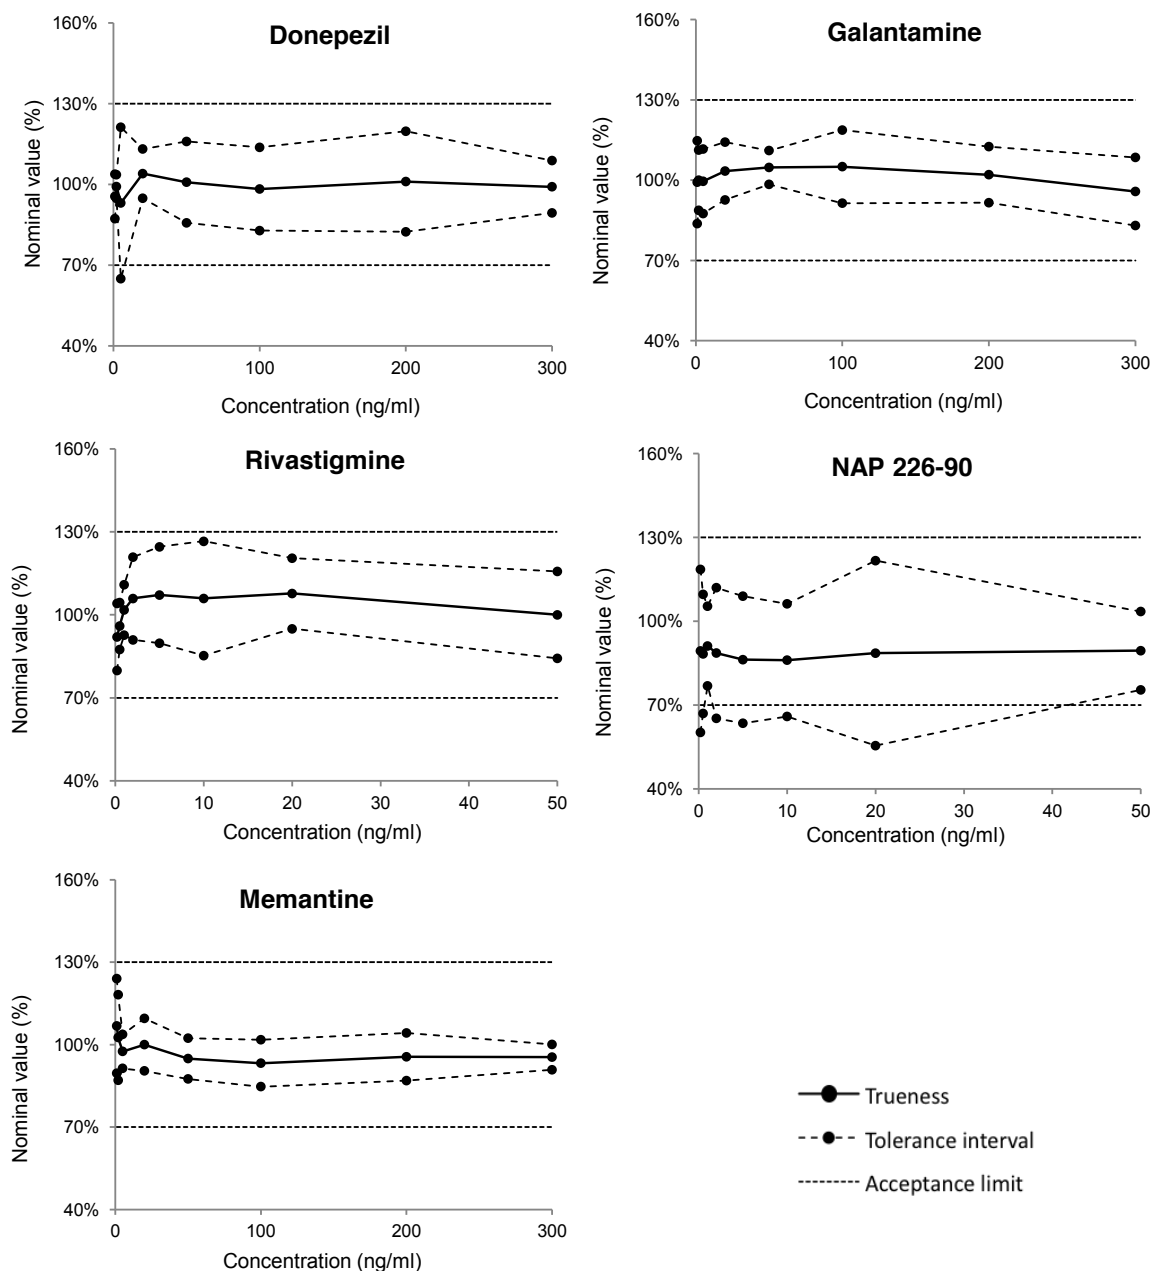 Donepezil
160%
130%
100%
70%
40%
Nominal value (%)
0 100 200 300
Concentration (ng/ml)
Galantamine
160%
130%
100%
70%
40%
Nominal value (%)
0 100 200 300
Concentration (ng/ml)
Rivastigmine
160%
130%
100%
70%
40%
Nominal value (%)
0 10 20 30 40 50
Concentration (ng/ml)
NAP 226-90
160%
130%
100%
70%
40%
Nominal value (%)
0 10 20 30 40 50
Concentration (ng/ml)
Memantine
160%
130%
100%
70%
40%
Nominal value (%)
0 100 200 300
Concentration (ng/ml)
Trueness
Tolerance interval
Acceptance limit